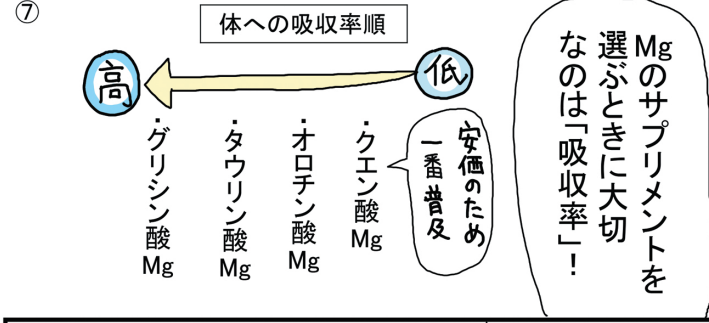 ⑦
体への吸収率順
Mgのサプリメントを
選ぶときに大切
なのは「吸収率」！
低
高
安価のため
一番普及
・クエン酸Mg
・オロチン酸Mg
・タウリン酸Mg
・グリシン酸Mg